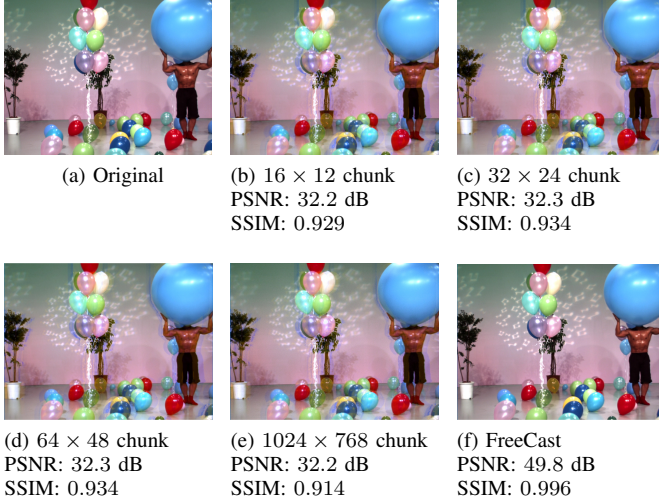 (a) Original
(b) 16 × 12 chunk
PSNR: 32.2 dB
SSIM: 0.929
(c) 32 × 24 chunk
PSNR: 32.3 dB
SSIM: 0.934
(d) 64 × 48 chunk
PSNR: 32.3 dB
SSIM: 0.934
(e) 1024 × 768 chunk
PSNR: 32.2 dB
SSIM: 0.914
(f) FreeCast
PSNR: 49.8 dB
SSIM: 0.996